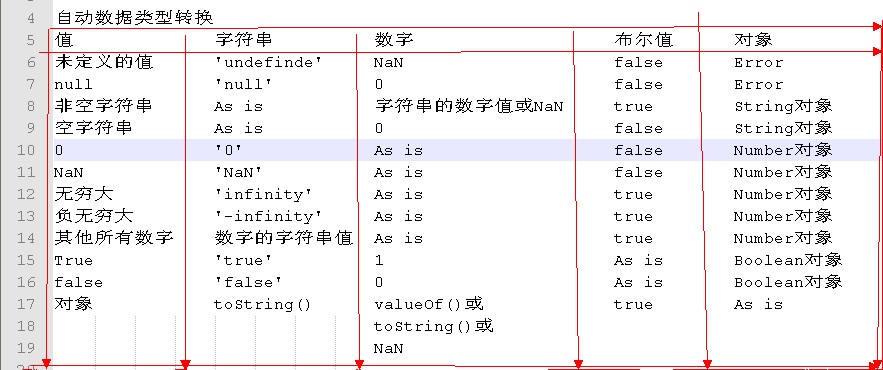 4 自动数据类型转换
5 值 字符串 数字 布尔值 对象
6 未定义的值 'undefinde' NaN false Error
7 null 'null' 0 false Error
8 非空字符串 As is 字符串的数字值或NaN true String对象
9 空字符串 As is 0 false String对象
10 0 '0' As is false Number对象
11 NaN 'NaN' As is false Number对象
12 无穷大 'infinity' As is true Number对象
13 负无穷大 '-infinity' As is true Number对象
14 其他所有数字 数字的字符串值 As is true Number对象
15 True 'true' 1 As is Boolean对象
16 false 'false' 0 As is Boolean对象
17 对象 toString() valueOf()或 true As is
18 toString()或
19 NaN